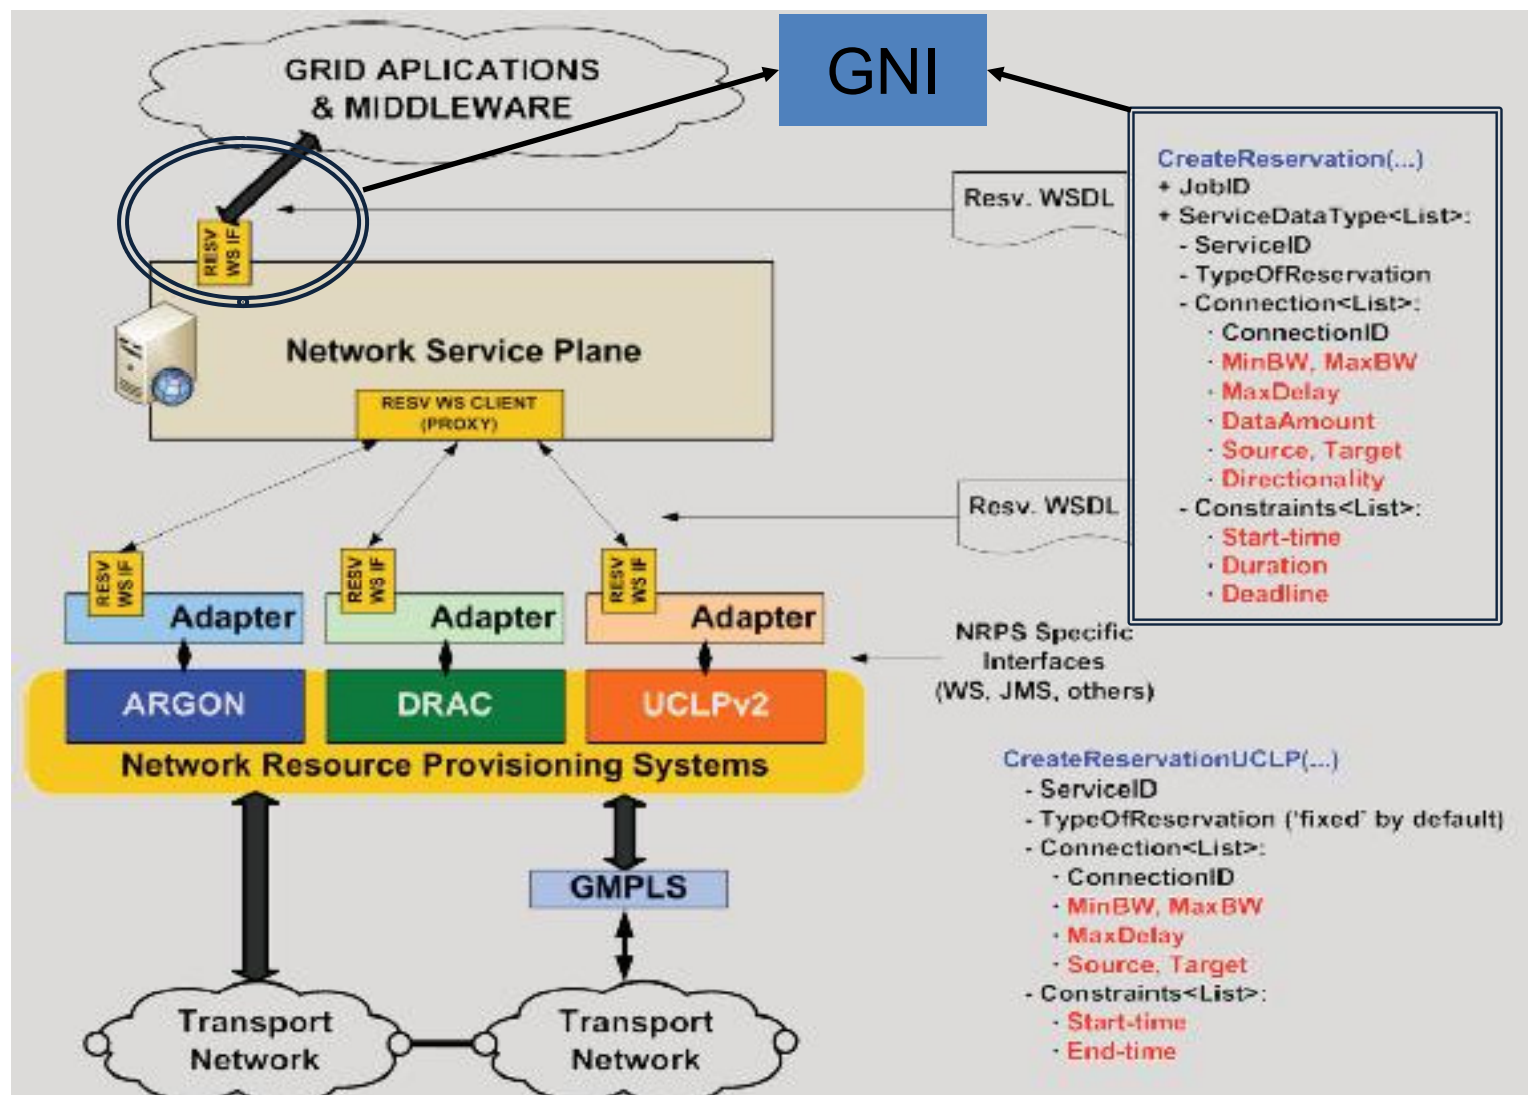 GRID APLICATIONS
& MIDDLEWARE
GNI
RESV
WS IF
Resv. WSDL
CreateReservation(...)
+ JobID
+ ServiceDataType<List>:
- ServiceID
- TypeOfReservation
- Connection<List>:
· ConnectionID
· MinBW, MaxBW
· MaxDelay
· DataAmount
· Source, Target
· Directionality
- Constraints<List>:
· Start-time
· Duration
· Deadline
Network Service Plane
RESV WS CLIENT
(PROXY)
Resv. WSDL
RESV
WS IF
Adapter
RESV
WS IF
Adapter
RESV
WS IF
Adapter
NRPS Specific
Interfaces
(WS, JMS, others)
ARGON
DRAC
UCLPv2
Network Resource Provisioning Systems
CreateReservationUCLP(...)
- ServiceID
- TypeOfReservation ('fixed' by default)
- Connection<List>:
· ConnectionID
· MinBW, MaxBW
· MaxDelay
· Source, Target
- Constraints<List>:
· Start-time
· End-time
GMPLS
Transport
Network
Transport
Network